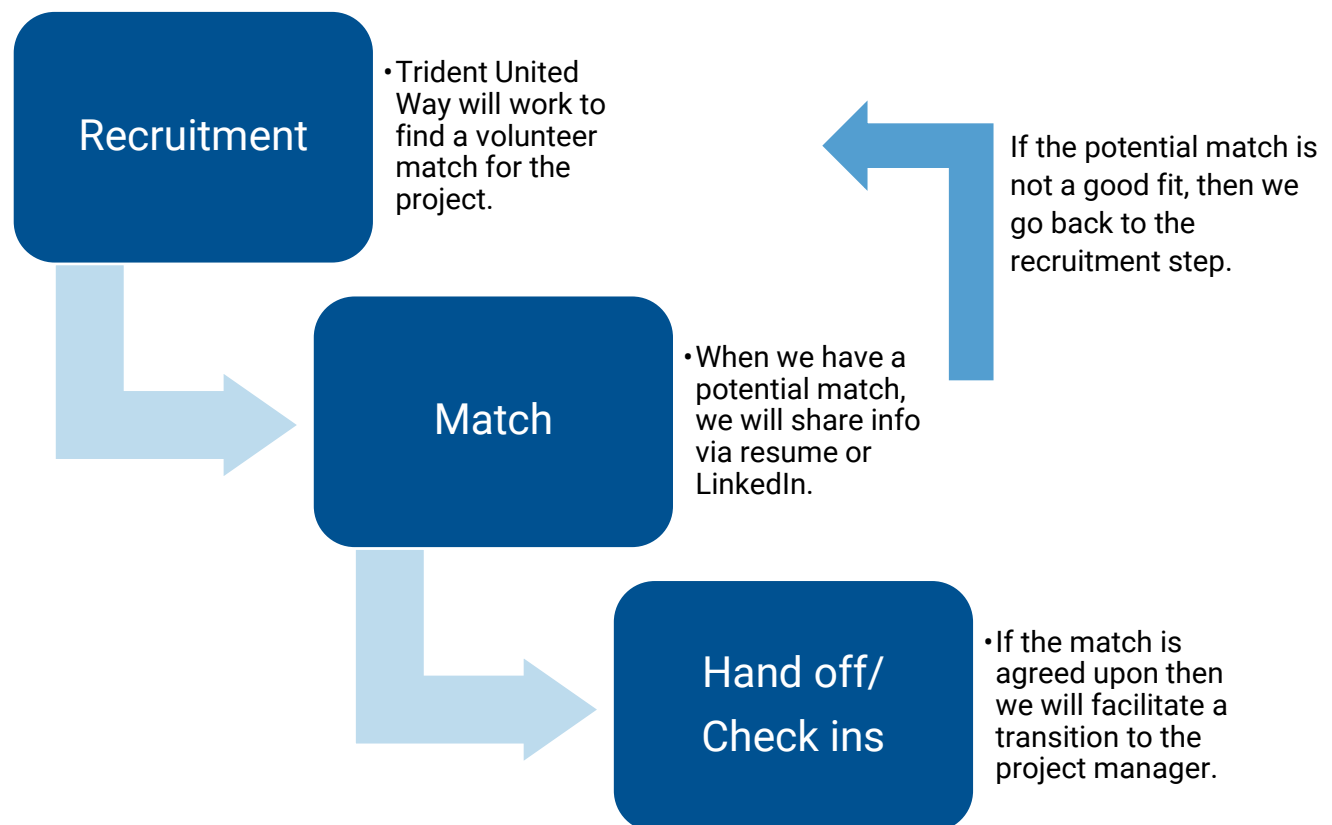 Recruitment
•Trident United
Way will work to
find a volunteer
match for the
project.
If the potential match is
not a good fit, then we
go back to the
recruitment step.
Match
•When we have a
potential match,
we will share info
via resume or
LinkedIn.
Hand off/
Check ins
•If the match is
agreed upon then
we will facilitate a
transition to the
project manager.